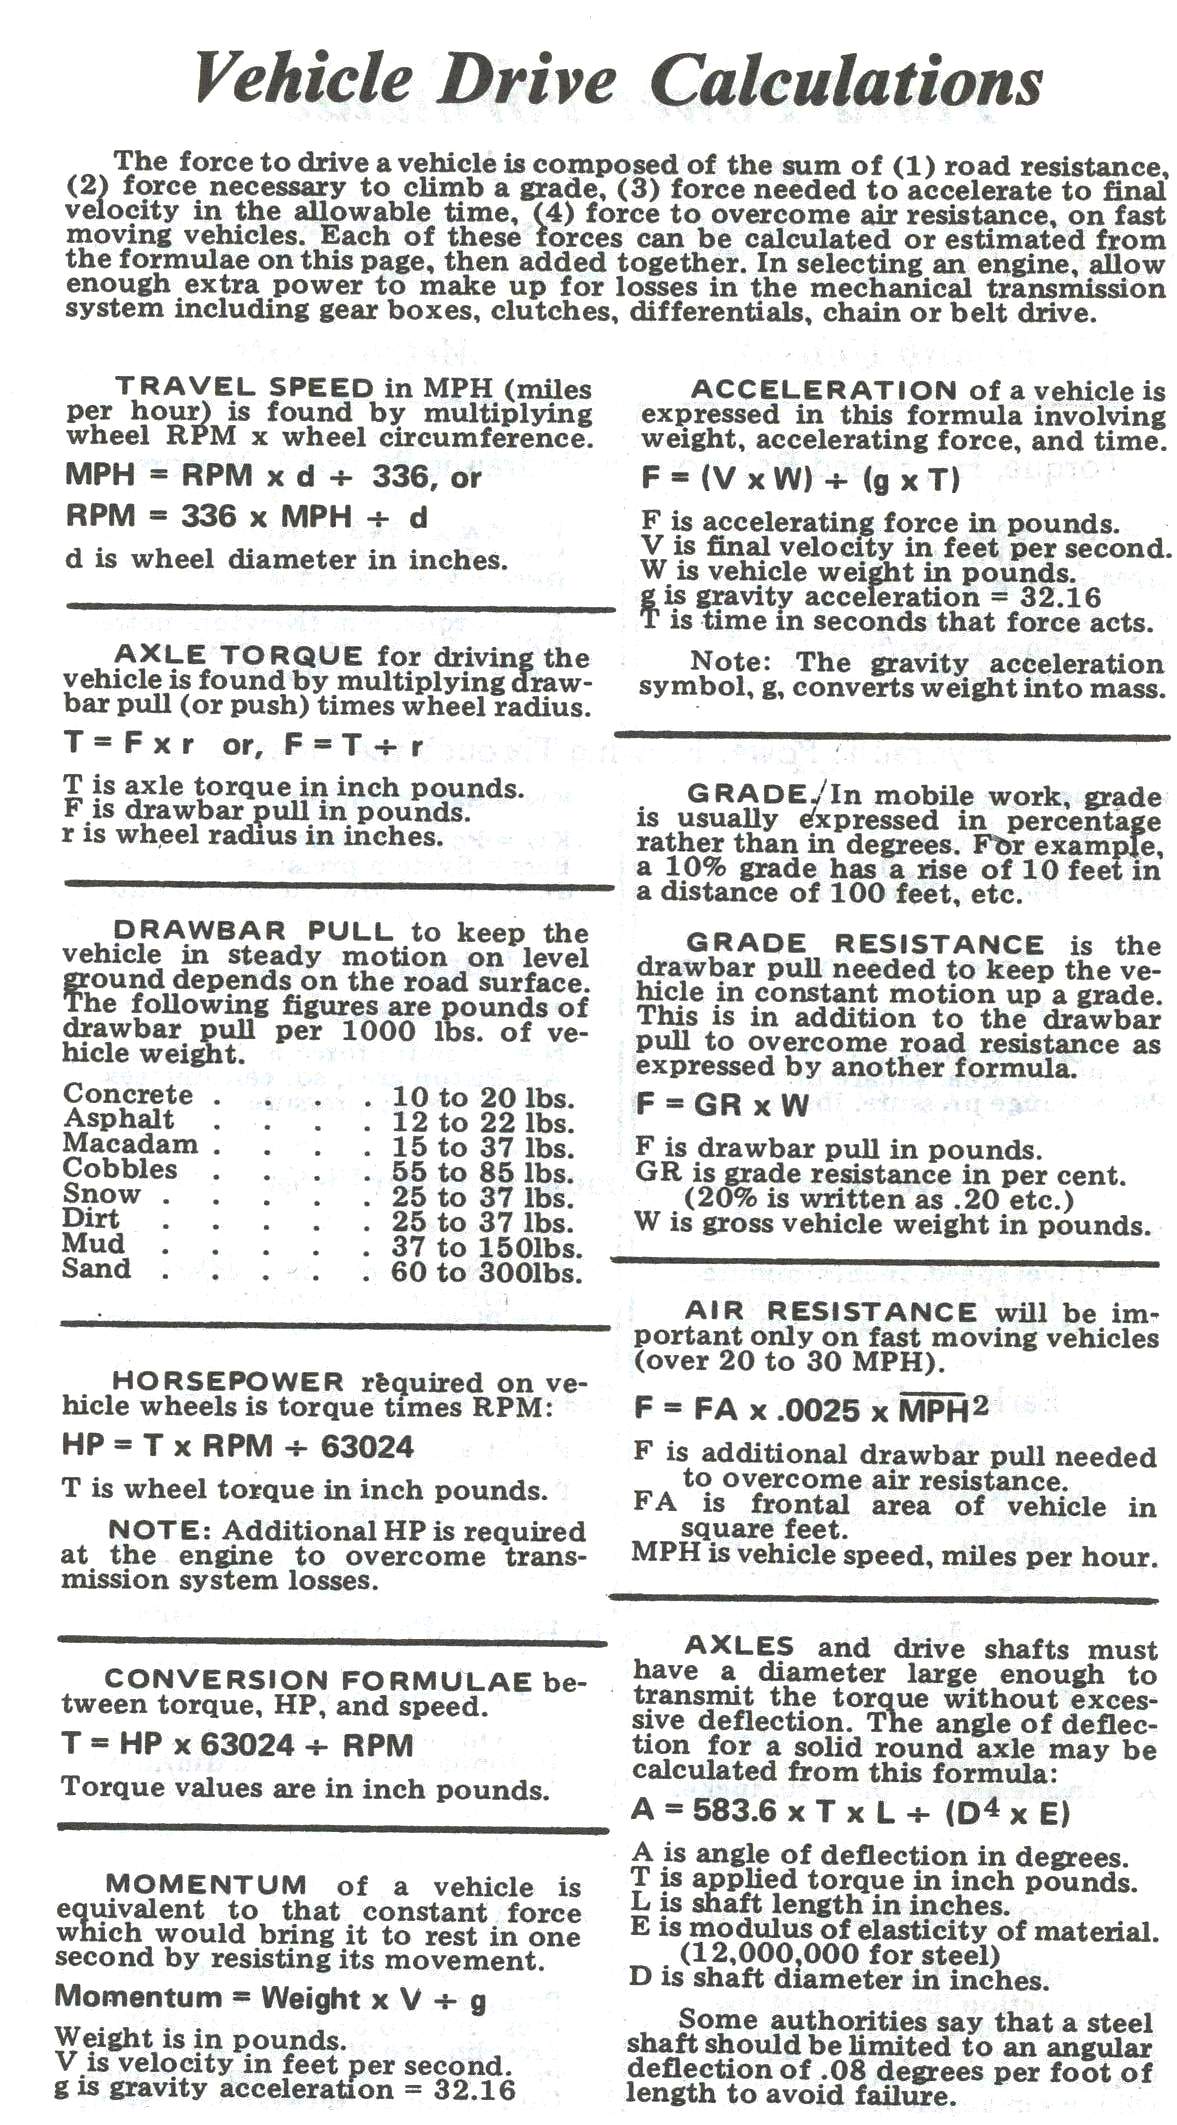 Vehicle Drive Calculations
The force to drive a vehicle is composed of the sum of (1) road resistance,
(2) force necessary to climb a grade, (3) force needed to accelerate to final
velocity in the allowable time, (4) force to overcome air resistance, on fast
moving vehicles. Each of these forces can be calculated or estimated from
the formulae on this page, then added together. In selecting an engine, allow
enough extra power to make up for losses in the mechanical transmission
system including gear boxes, clutches, differentials, chain or belt drive.
TRAVEL SPEED in MPH (miles
per hour) is found by multiplying
wheel RPM x wheel circumference.
MPH = RPM x d ÷ 336, or
RPM = 336 x MPH ÷ d
d is wheel diameter in inches.
AXLE TORQUE for driving the
vehicle is found by multiplying draw-
bar pull (or push) times wheel radius.
T = F x r or, F = T ÷ r
T is axle torque in inch pounds.
F is drawbar pull in pounds.
r is wheel radius in inches.
DRAWBAR PULL to keep the
vehicle in steady motion on level
ground depends on the road surface.
The following figures are pounds of
drawbar pull per 1000 lbs. of ve-
hicle weight.
Concrete . . . . 10 to 20 lbs.
Asphalt . . . . 12 to 22 lbs.
Macadam . . . . 15 to 37 lbs.
Cobbles . . . . 55 to 85 lbs.
Snow . . . . . 25 to 37 lbs.
Dirt . . . . . 25 to 37 lbs.
Mud . . . . . 37 to 150lbs.
Sand . . . . . 60 to 300lbs.
HORSEPOWER required on ve-
hicle wheels is torque times RPM:
HP = T x RPM ÷ 63024
T is wheel torque in inch pounds.
NOTE: Additional HP is required
at the engine to overcome trans-
mission system losses.
CONVERSION FORMULAE be-
tween torque, HP, and speed.
T = HP x 63024 ÷ RPM
Torque values are in inch pounds.
MOMENTUM of a vehicle is
equivalent to that constant force
which would bring it to rest in one
second by resisting its movement.
Momentum = Weight x V ÷ g
Weight is in pounds.
V is velocity in feet per second.
g is gravity acceleration = 32.16
ACCELERATION of a vehicle is
expressed in this formula involving
weight, accelerating force, and time.
F = (V x W) ÷ (g x T)
F is accelerating force in pounds.
V is final velocity in feet per second.
W is vehicle weight in pounds.
g is gravity acceleration = 32.16
T is time in seconds that force acts.
Note: The gravity acceleration
symbol, g, converts weight into mass.
GRADE. In mobile work, grade
is usually expressed in percentage
rather than in degrees. For example,
a 10% grade has a rise of 10 feet in
a distance of 100 feet, etc.
GRADE RESISTANCE is the
drawbar pull needed to keep the ve-
hicle in constant motion up a grade.
This is in addition to the drawbar
pull to overcome road resistance as
expressed by another formula.
F = GR x W
F is drawbar pull in pounds.
GR is grade resistance in per cent.
(20% is written as .20 etc.)
W is gross vehicle weight in pounds.
AIR RESISTANCE will be im-
portant only on fast moving vehicles
(over 20 to 30 MPH).
F = FA x .0025 x MPH²
F is additional drawbar pull needed
to overcome air resistance.
FA is frontal area of vehicle in
square feet.
MPH is vehicle speed, miles per hour.
AXLES and drive shafts must
have a diameter large enough to
transmit the torque without exces-
sive deflection. The angle of deflec-
tion for a solid round axle may be
calculated from this formula:
A = 583.6 x T x L ÷ (D⁴ x E)
A is angle of deflection in degrees.
T is applied torque in inch pounds.
L is shaft length in inches.
E is modulus of elasticity of material.
(12,000,000 for steel)
D is shaft diameter in inches.
Some authorities say that a steel
shaft should be limited to an angular
deflection of .08 degrees per foot of
length to avoid failure.